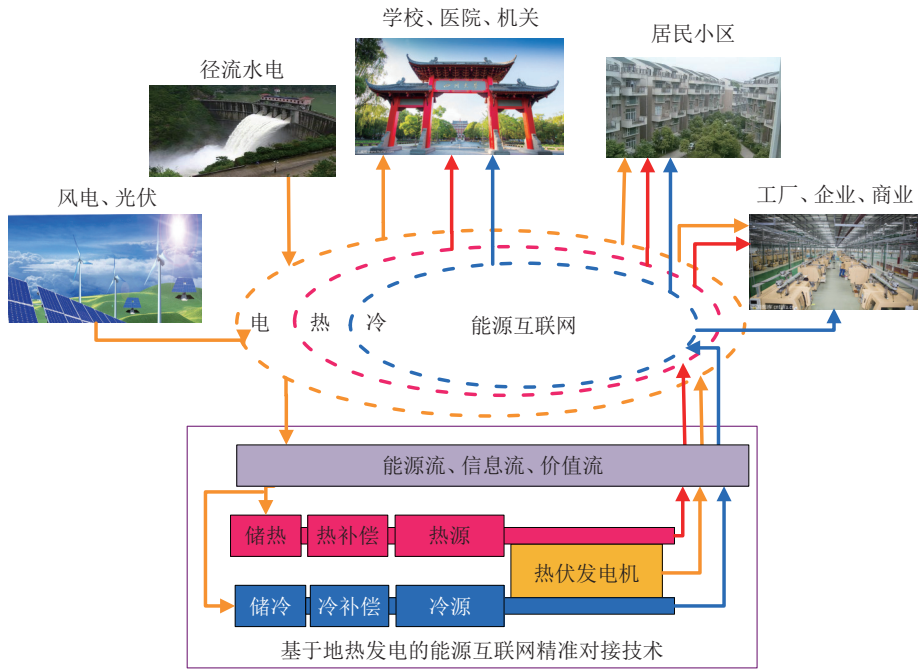 学校、医院、机关
居民小区
径流水电
风电、光伏
工厂、企业、商业
电 热 冷 能源互联网
能源流、信息流、价值流
储热 热补偿 热源
热伏发电机
储冷 冷补偿 冷源
基于地热发电的能源互联网精准对接技术